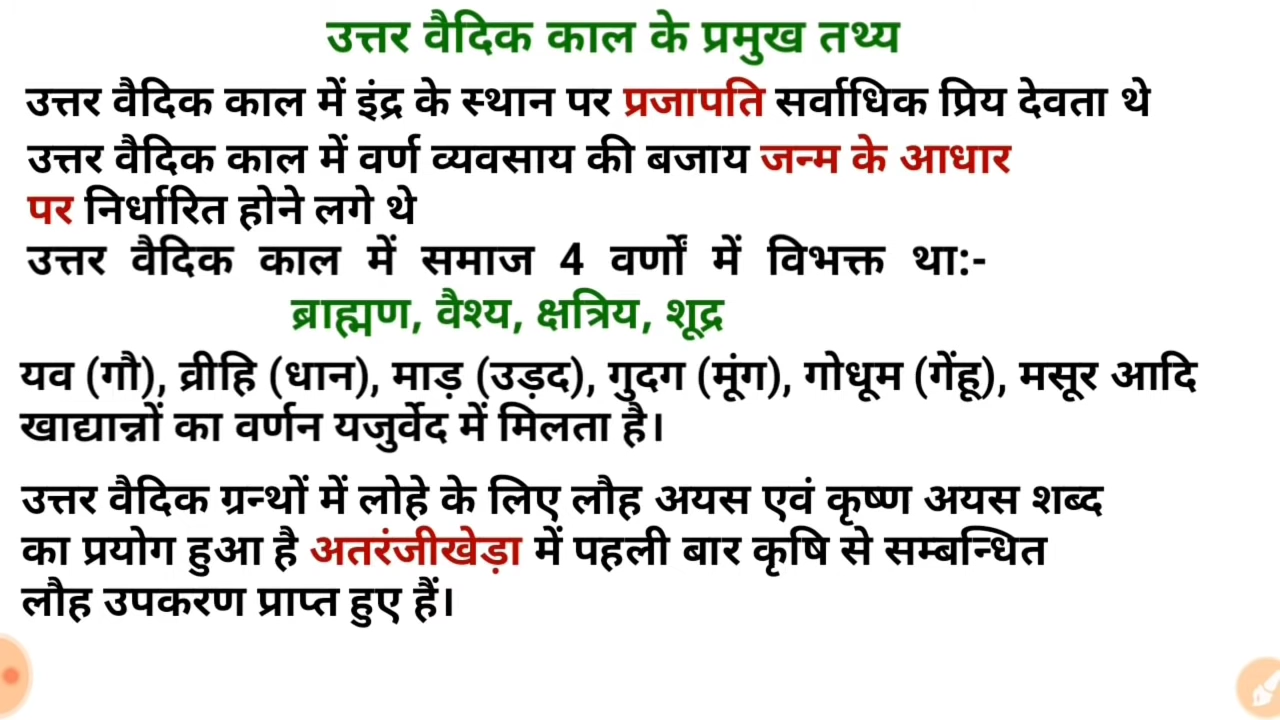 उत्तर वैदिक काल के प्रमुख तथ्य
उत्तर वैदिक काल में इंद्र के स्थान पर प्रजापति सर्वाधिक प्रिय देवता थे
उत्तर वैदिक काल में वर्ण व्यवसाय की बजाय जन्म के आधार
पर निर्धारित होने लगे थे
उत्तर वैदिक काल में समाज 4 वर्णों में विभक्त था:-
ब्राह्मण, वैश्य, क्षत्रिय, शूद्र
यव (गौ), व्रीहि (धान), माड़ (उड़द), गुदग (मूंग), गोधूम (गेंहू), मसूर आदि
खाद्यान्नों का वर्णन यजुर्वेद में मिलता है।
उत्तर वैदिक ग्रन्थों में लोहे के लिए लौह अयस एवं कृष्ण अयस शब्द
का प्रयोग हुआ है अतरंजीखेड़ा में पहली बार कृषि से सम्बन्धित
लौह उपकरण प्राप्त हुए हैं।